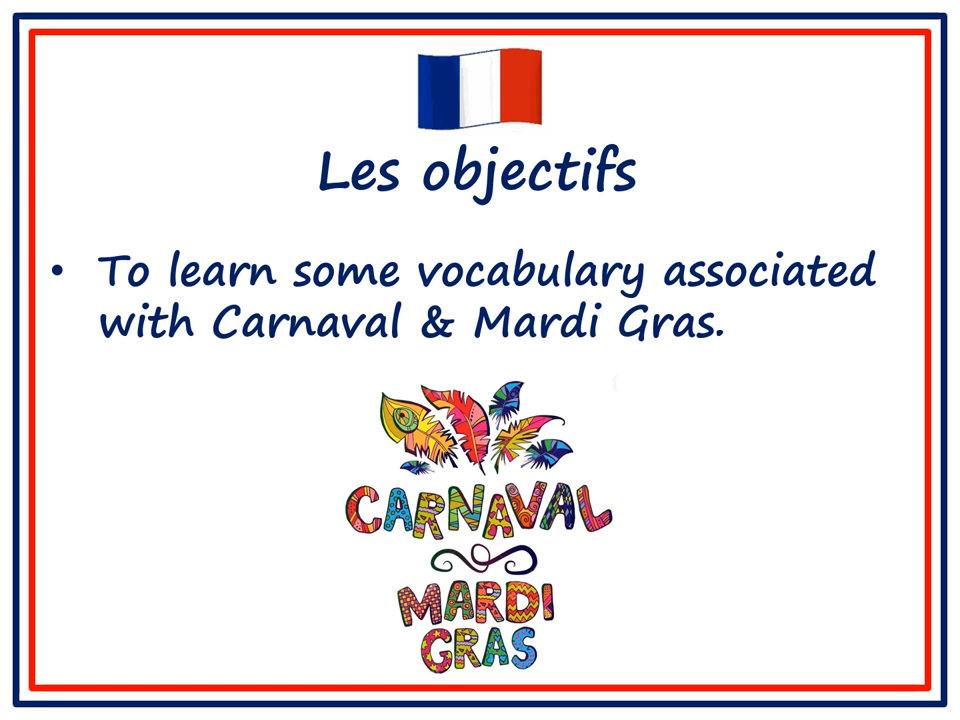 Les objectifs
• To learn some vocabulary associated
with Carnaval & Mardi Gras.
CARNAVAL
MARDI
GRAS